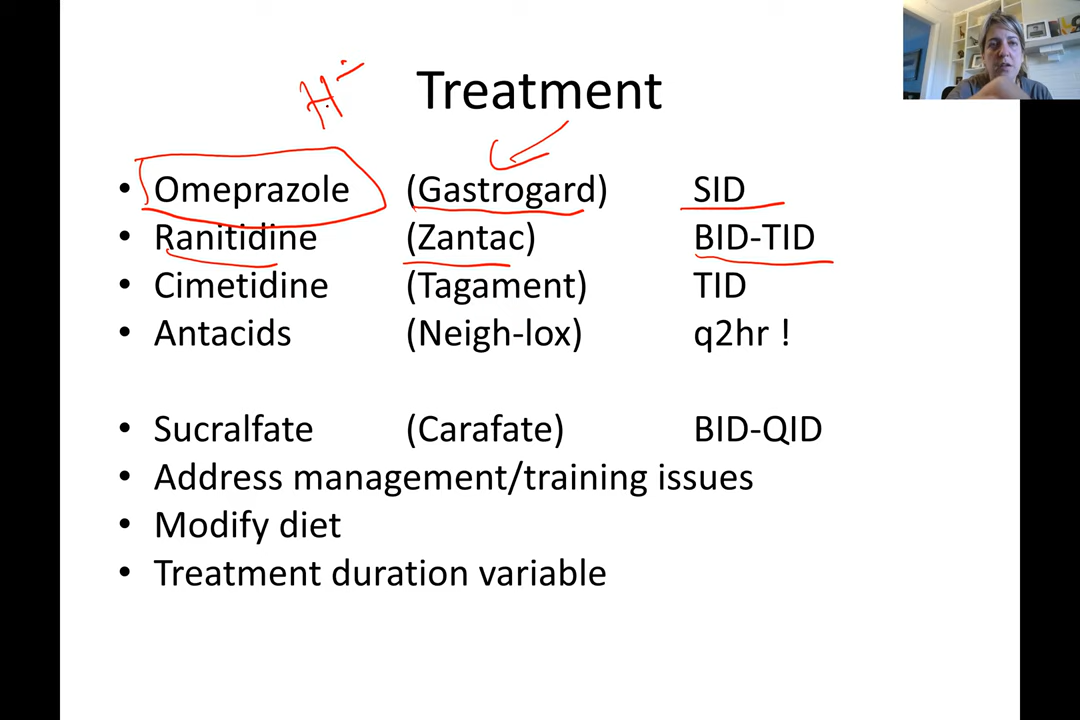 H-
Treatment
• Omeprazole (Gastrogard) SID
• Ranitidine (Zantac) BID-TID
• Cimetidine (Tagament) TID
• Antacids (Neigh-lox) q2hr !
• Sucralfate (Carafate) BID-QID
• Address management/training issues
• Modify diet
• Treatment duration variable